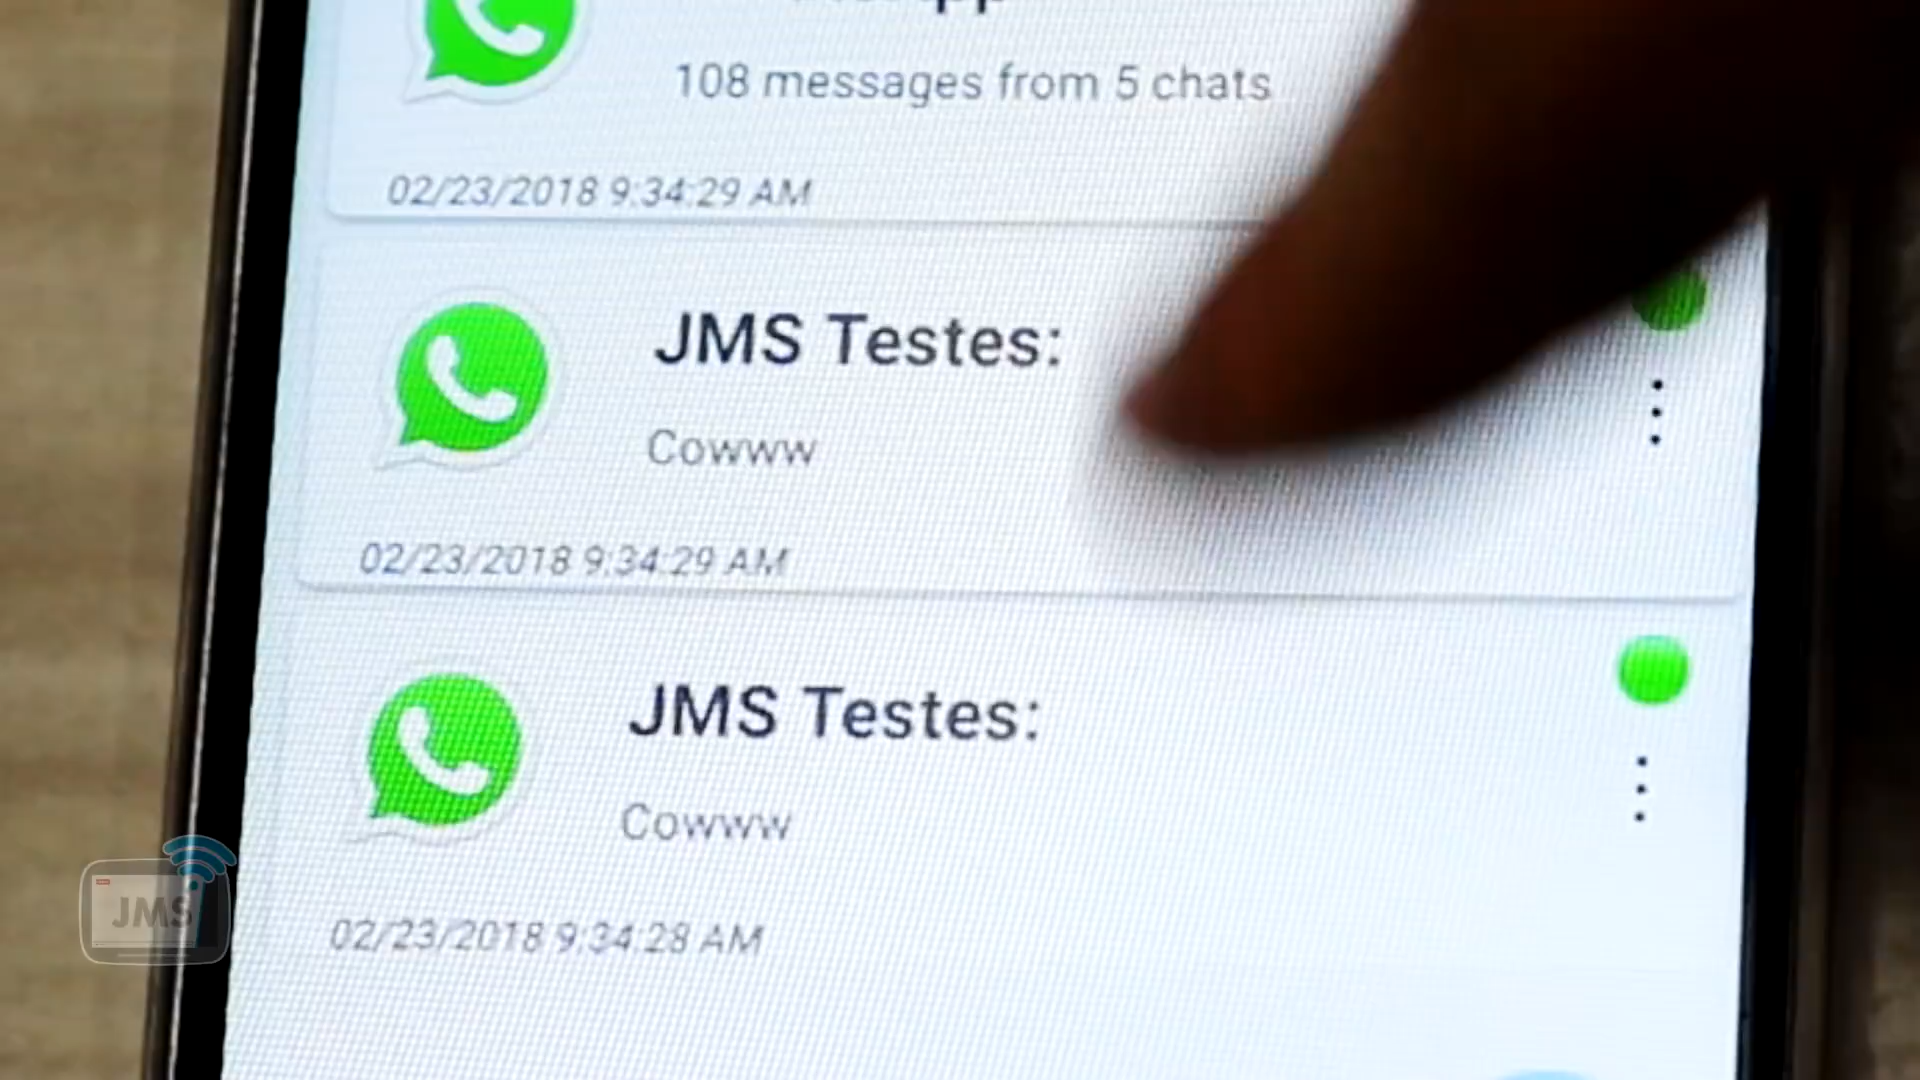 108 messages from 5 chats
02/23/2018 9:34:29 AM
JMS Testes:
Cowww
02/23/2018 9:34:29 AM
JMS Testes:
Cowww
02/23/2018 9:34:28 AM
JMS